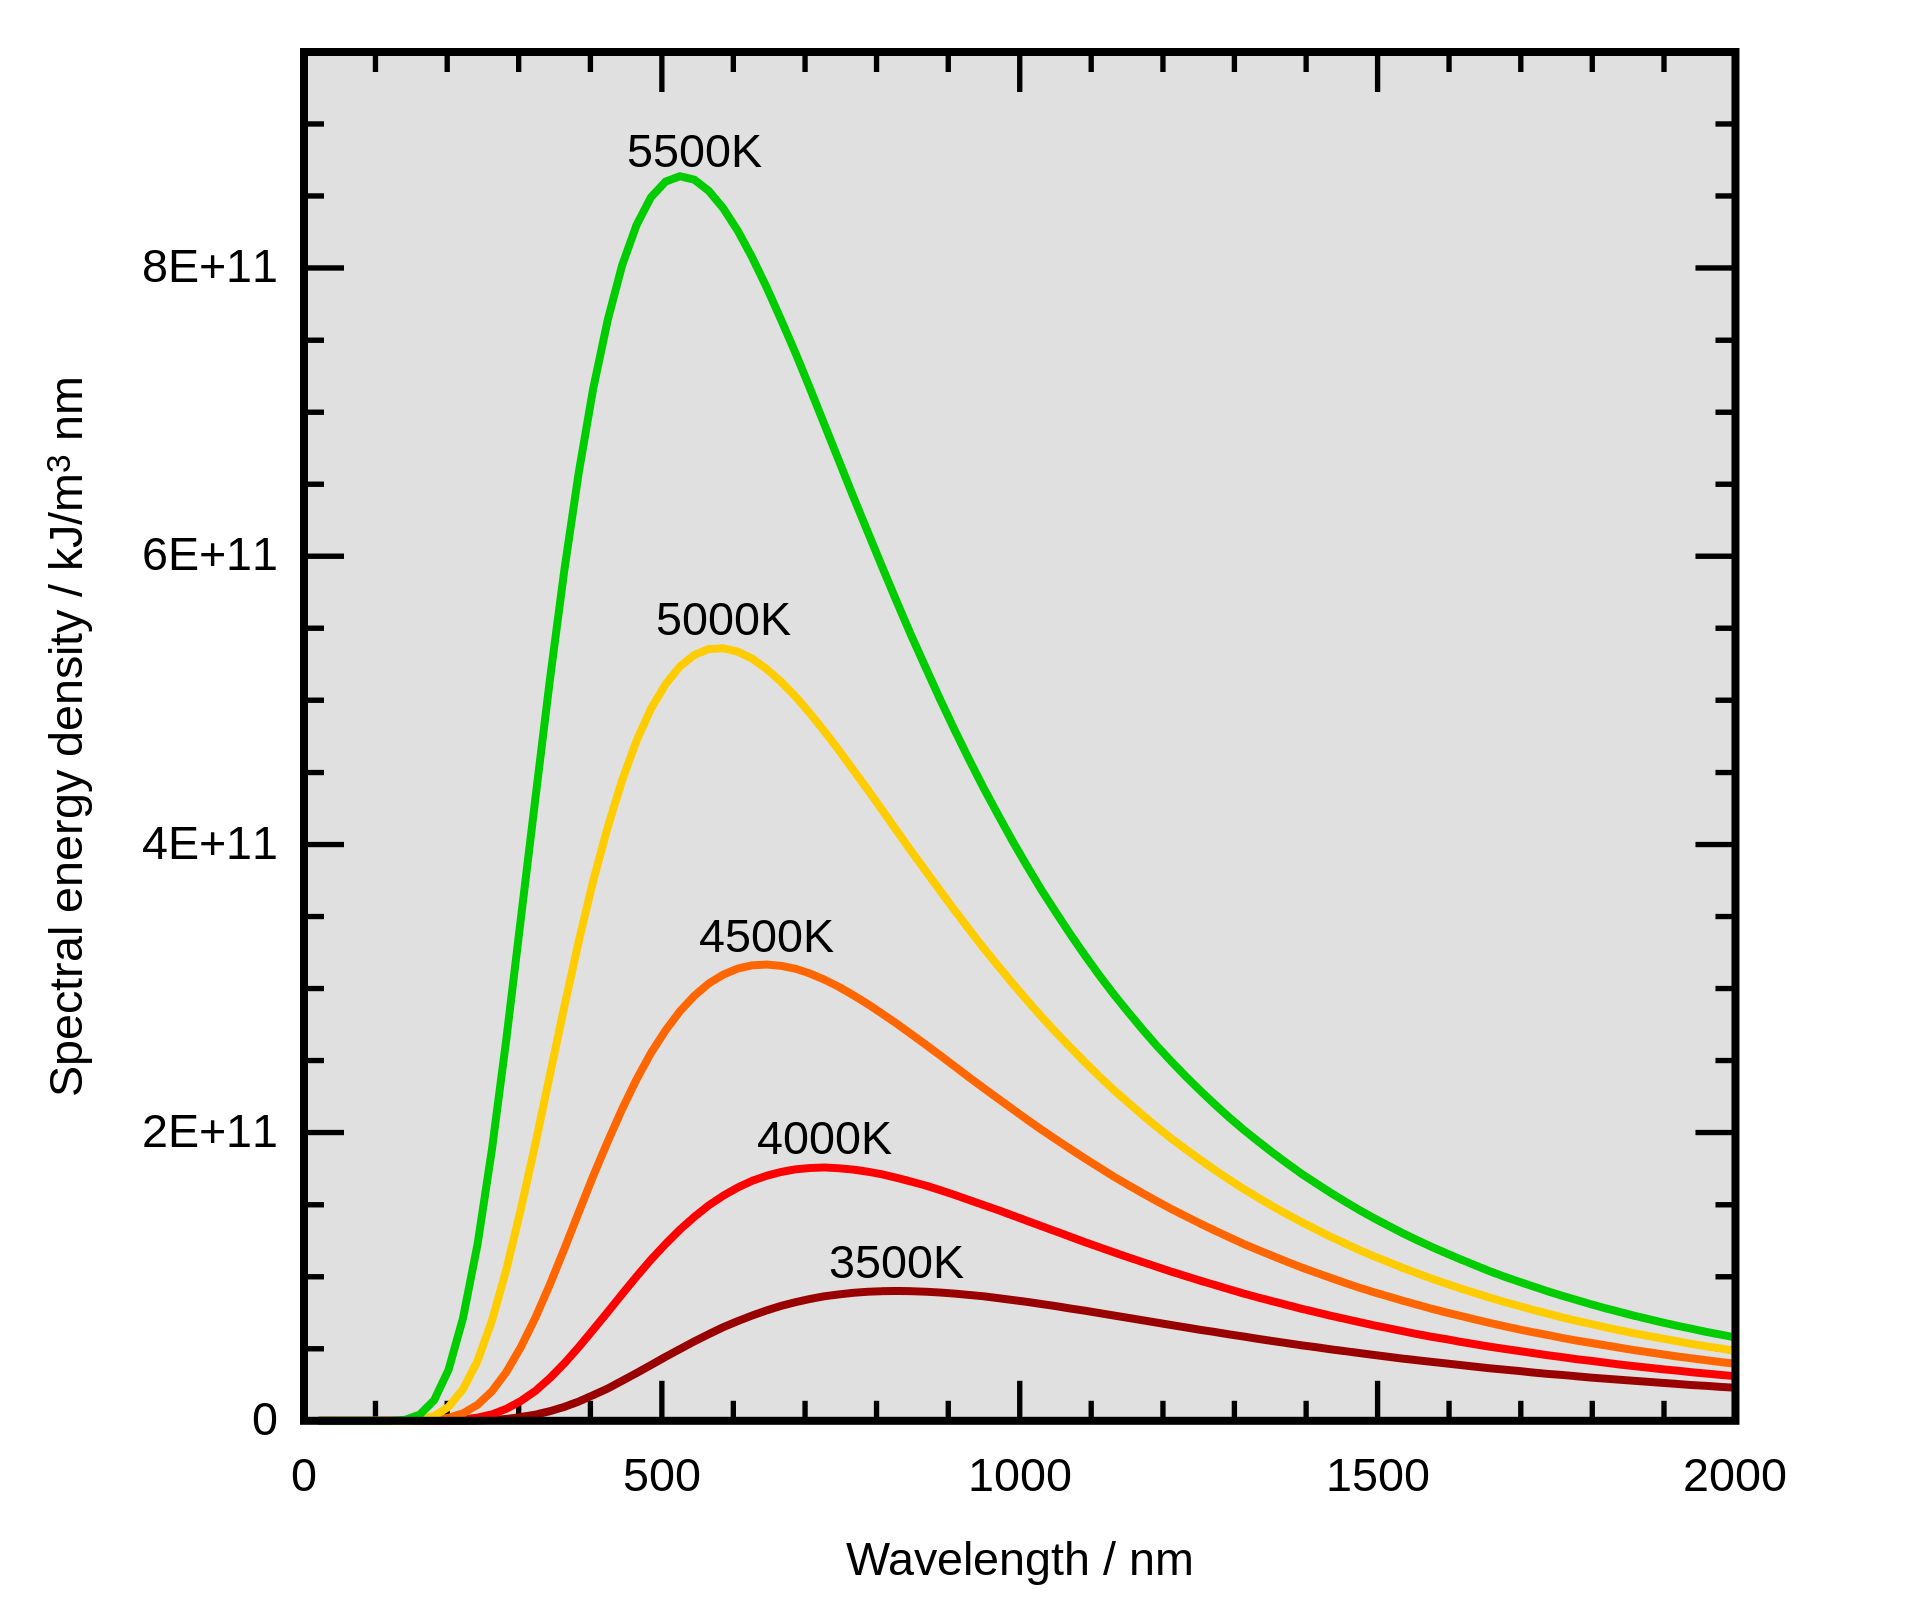 5500K
8E+11
6E+11
5000K
4E+11
4500K
2E+11
4000K
3500K
0
Spectral energy density / kJ/m³ nm
0 500 1000 1500 2000
Wavelength / nm